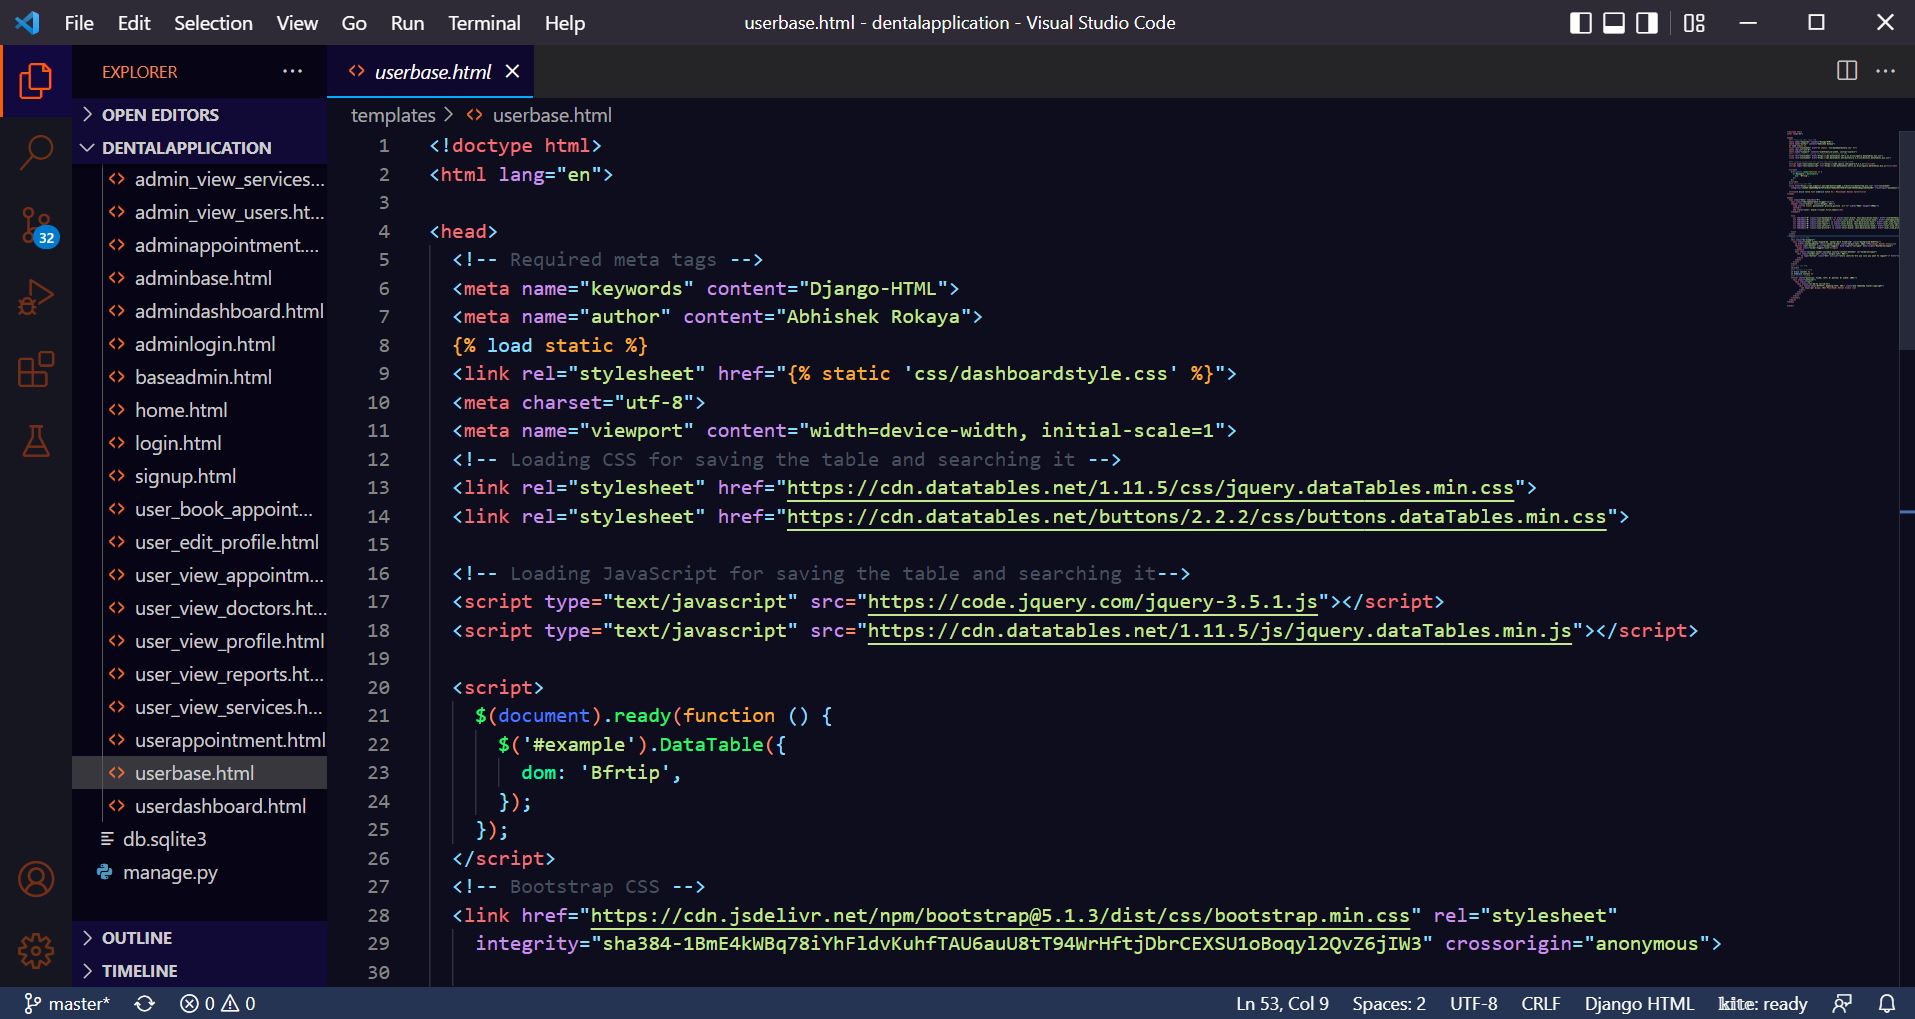 File Edit Selection View Go Run Terminal Help
userbase.html - dentalapplication - Visual Studio Code
EXPLORER
OPEN EDITORS
DENTALAPPLICATION
admin_view_services...
admin_view_users.ht...
adminappointment....
adminbase.html
admindashboard.html
adminlogin.html
baseadmin.html
home.html
login.html
signup.html
user_book_appoint...
user_edit_profile.html
user_view_appointm...
user_view_doctors.ht...
user_view_profile.html
user_view_reports.ht...
user_view_services.h...
userappointment.html
userbase.html
userdashboard.html
db.sqlite3
manage.py
OUTLINE
TIMELINE
32
userbase.html
templates > userbase.html
1 <!doctype html>
2 <html lang="en">
3
4 <head>
5 <!-- Required meta tags -->
6 <meta name="keywords" content="Django-HTML">
7 <meta name="author" content="Abhishek Rokaya">
8 {% load static %}
9 <link rel="stylesheet" href="{% static 'css/dashboardstyle.css' %}">
10 <meta charset="utf-8">
11 <meta name="viewport" content="width=device-width, initial-scale=1">
12 <!-- Loading CSS for saving the table and searching it -->
13 <link rel="stylesheet" href="https://cdn.datatables.net/1.11.5/css/jquery.dataTables.min.css">
14 <link rel="stylesheet" href="https://cdn.datatables.net/buttons/2.2.2/css/buttons.dataTables.min.css">
15
16 <!-- Loading JavaScript for saving the table and searching it-->
17 <script type="text/javascript" src="https://code.jquery.com/jquery-3.5.1.js"></script>
18 <script type="text/javascript" src="https://cdn.datatables.net/1.11.5/js/jquery.dataTables.min.js"></script>
19
20 <script>
21 $(document).ready(function () {
22 $('#example').DataTable({
23 dom: 'Bfrtip',
24 });
25 });
26 </script>
27 <!-- Bootstrap CSS -->
28 <link href="https://cdn.jsdelivr.net/npm/bootstrap@5.1.3/dist/css/bootstrap.min.css" rel="stylesheet"
29 integrity="sha384-1BmE4kWBq78iYhFldvKuhfTAU6auU8tT94WrHftjDbrCEXSU1oBoqyl2QvZ6jIW3" crossorigin="anonymous">
30
master* 0 0
Ln 53, Col 9 Spaces: 2 UTF-8 CRLF Django HTML kite: ready